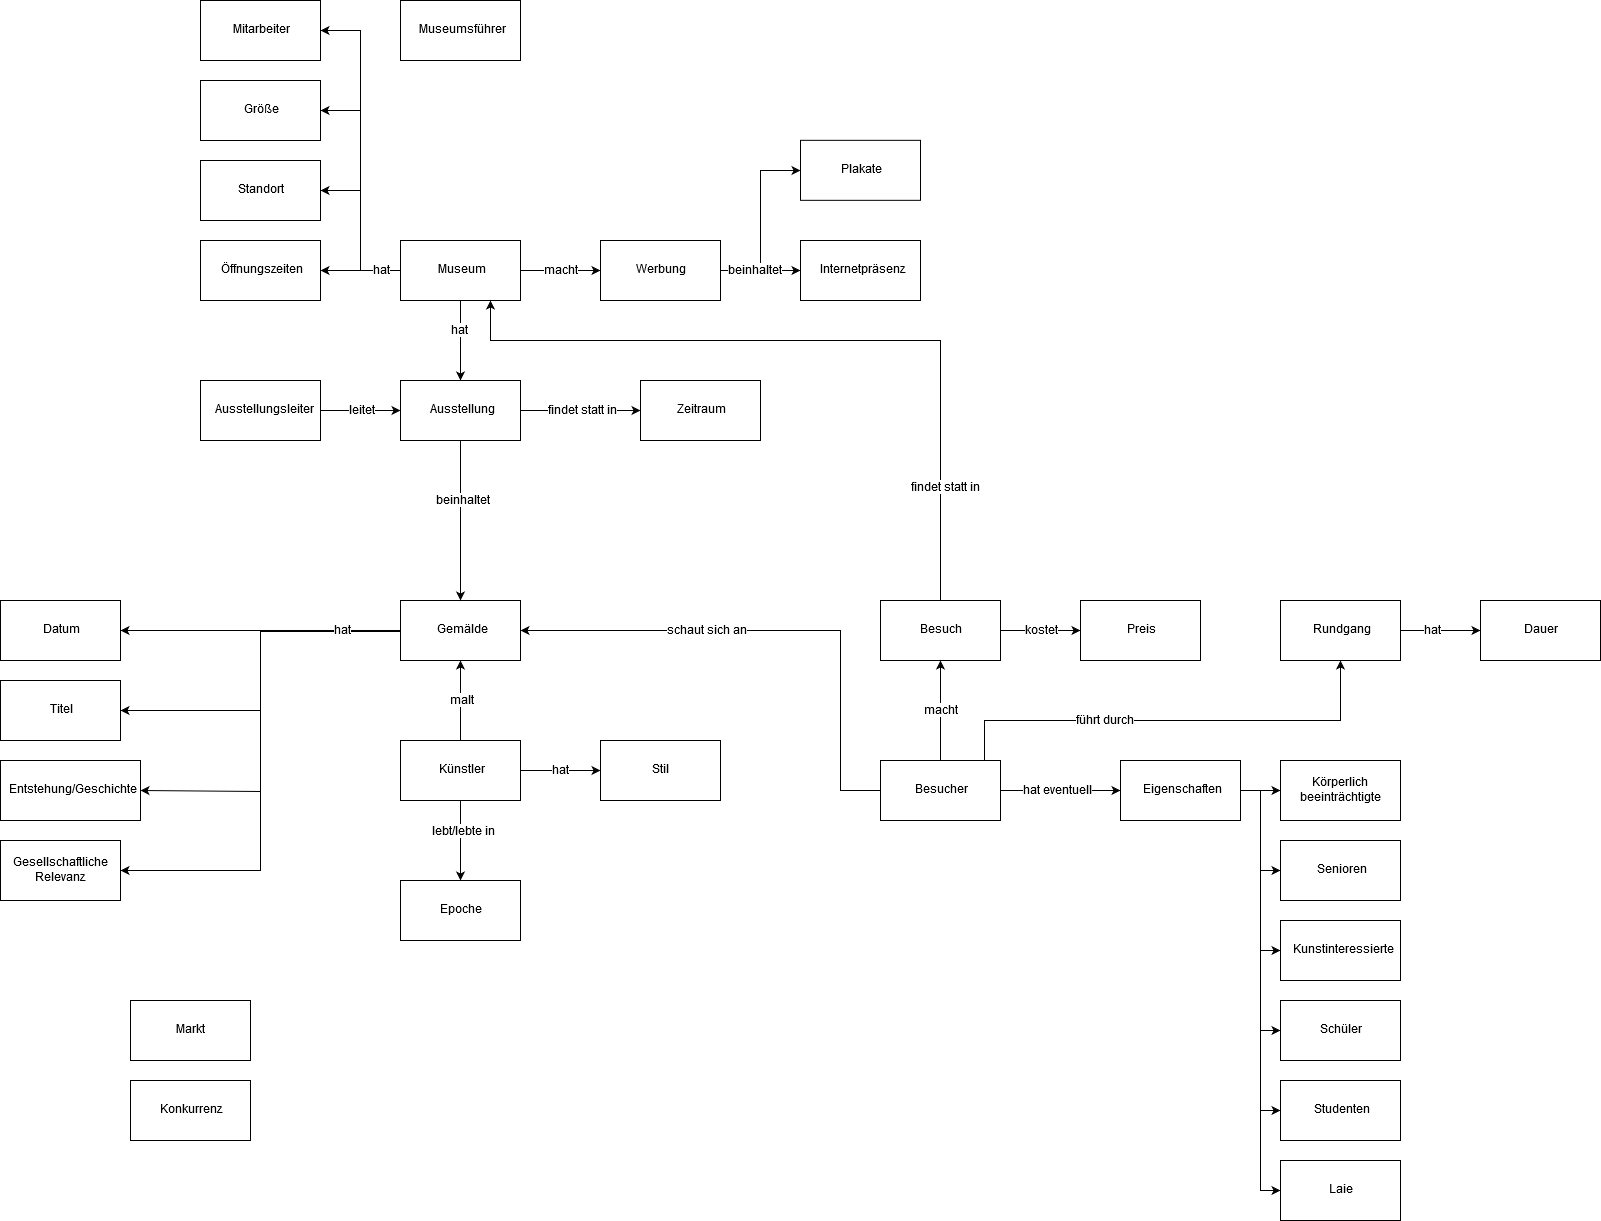 Mitarbeiter
Museumsführer
Größe
Plakate
Standort
Öffnungszeiten
hat
Museum
macht
Werbung
beinhaltet
Internetpräsenz
hat
Ausstellungsleiter
leitet
Ausstellung
findet statt in
Zeitraum
findet statt in
beinhaltet
Datum
hat
Gemälde
schaut sich an
Besuch
kostet
Preis
Rundgang
hat
Dauer
Titel
malt
macht
führt durch
Entstehung/Geschichte
Künstler
hat
Stil
Besucher
hat eventuell
Eigenschaften
Körperlich
beeinträchtigte
lebt/lebte in
Gesellschaftliche
Relevanz
Senioren
Epoche
Kunstinteressierte
Markt
Schüler
Konkurrenz
Studenten
Laie